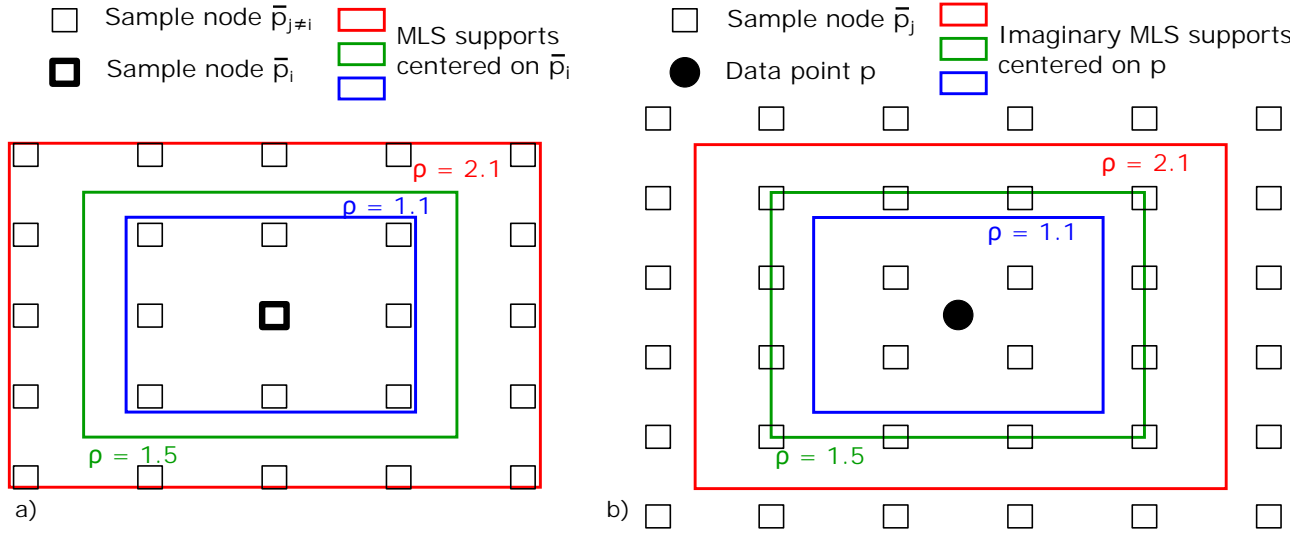 Sample node p̄j≠i
Sample node p̄i
MLS supports
centered on p̄i
ρ = 2.1
ρ = 1.1
ρ = 1.5
a)
Sample node p̄j
Data point p
Imaginary MLS supports
centered on p
ρ = 2.1
ρ = 1.1
ρ = 1.5
b)